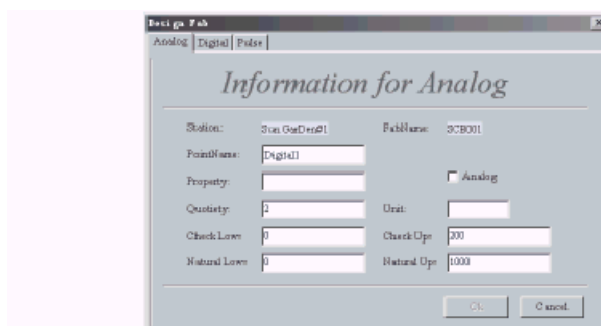 Design Fab
Analog Digital Pulse
Information for Analog
Station: Sun GarDen#1 FabName: SCB001
PointName: Digital1
Property: Analog
Quotiety: 2 Unit:
Check Low: 0 Check Up: 200
Natural Low: 0 Natural Up: 1000
Ok Cancel